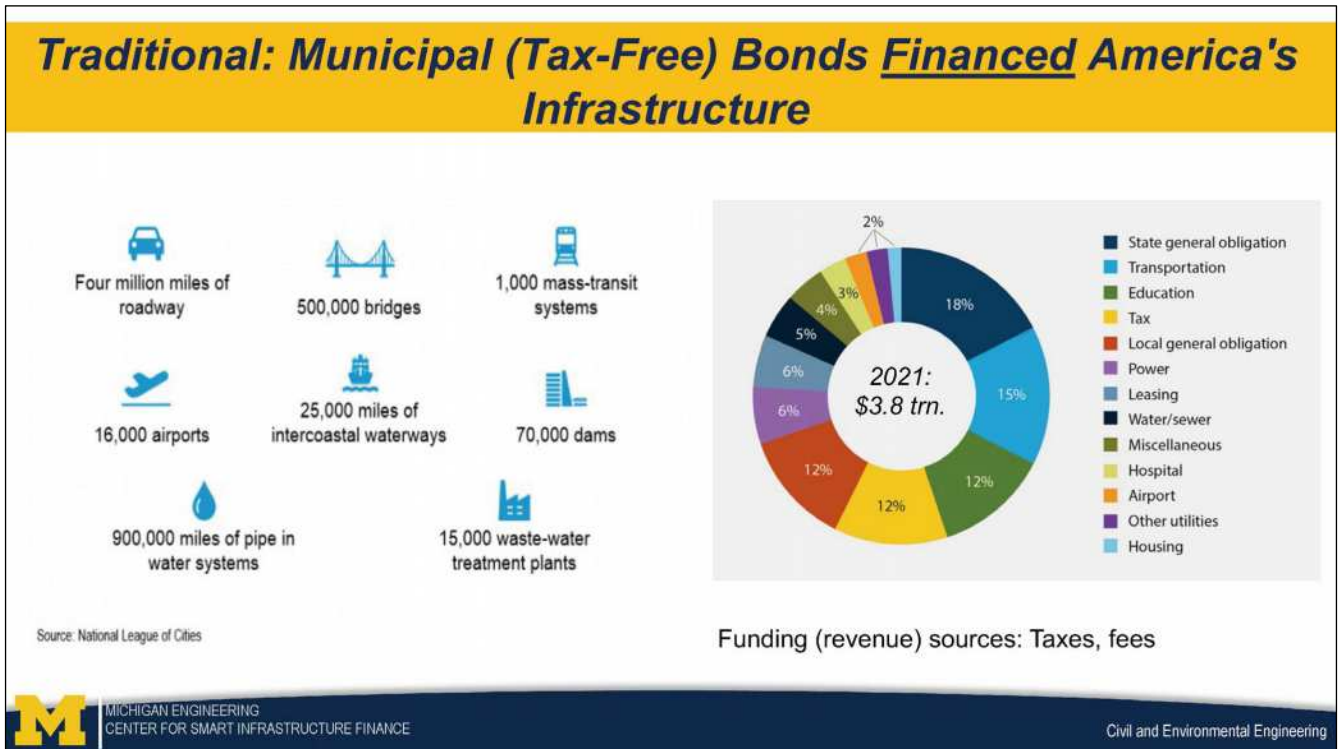 Traditional: Municipal (Tax-Free) Bonds Financed America's
Infrastructure
Four million miles of
roadway
500,000 bridges
1,000 mass-transit
systems
16,000 airports
25,000 miles of
intercoastal waterways
70,000 dams
900,000 miles of pipe in
water systems
15,000 waste-water
treatment plants
Source: National League of Cities
2%
18%
15%
12%
12%
12%
6%
6%
5%
4%
3%
2021:
$3.8 trn.
State general obligation
Transportation
Education
Tax
Local general obligation
Power
Leasing
Water/sewer
Miscellaneous
Hospital
Airport
Other utilities
Housing
Funding (revenue) sources: Taxes, fees
M
MICHIGAN ENGINEERING
CENTER FOR SMART INFRASTRUCTURE FINANCE
Civil and Environmental Engineering